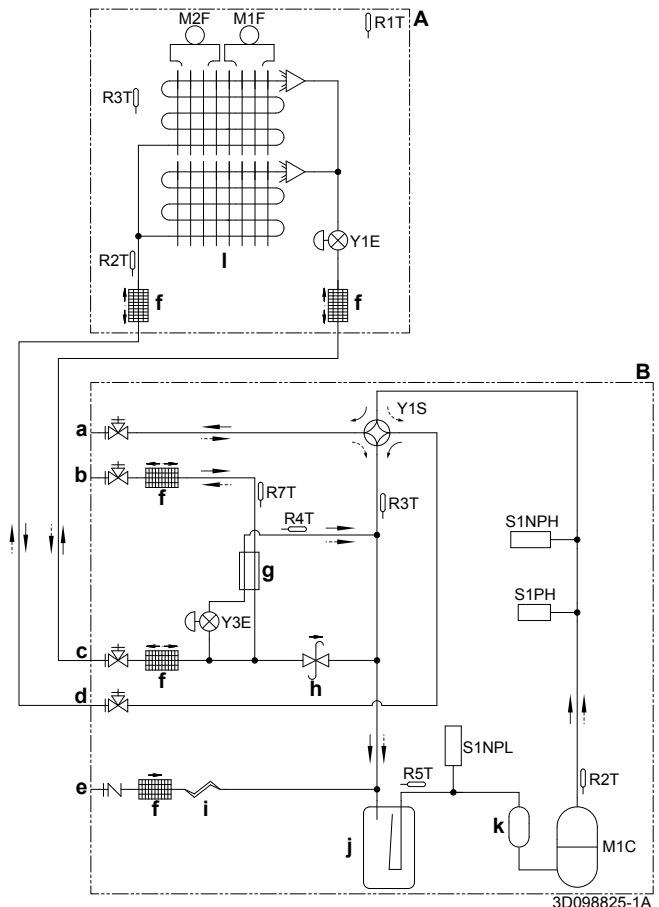 M2F M1F
R1T A
R3T
Y1E
R2T
l
f f
B
Y1S
a
b
f
R7T
R3T
R4T
S1NPH
g
S1PH
Y3E
c
f
h
d
S1NPL
R5T
R2T
e
f i
k
j
M1C
3D098825-1A